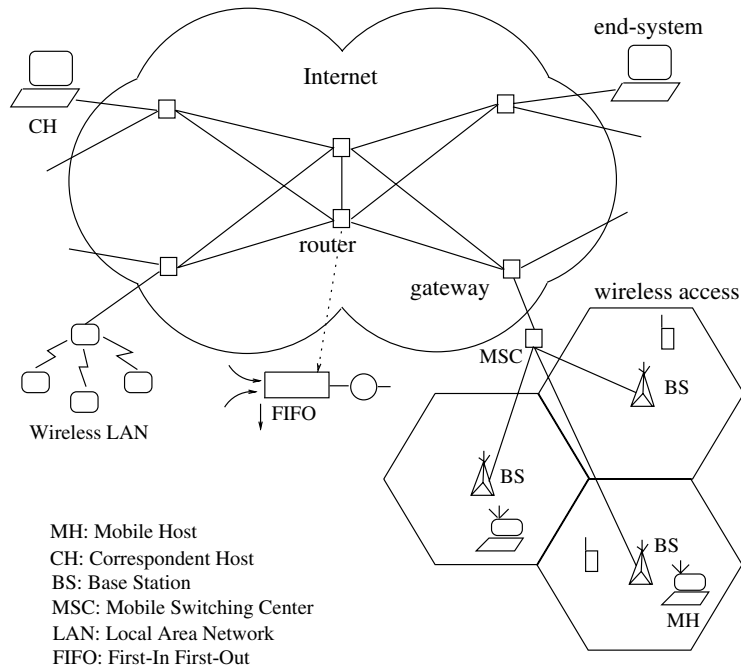 end-system
Internet
CH
router
gateway
wireless access
MSC
BS
FIFO
Wireless LAN
BS
BS
MH
MH: Mobile Host
CH: Correspondent Host
BS: Base Station
MSC: Mobile Switching Center
LAN: Local Area Network
FIFO: First-In First-Out